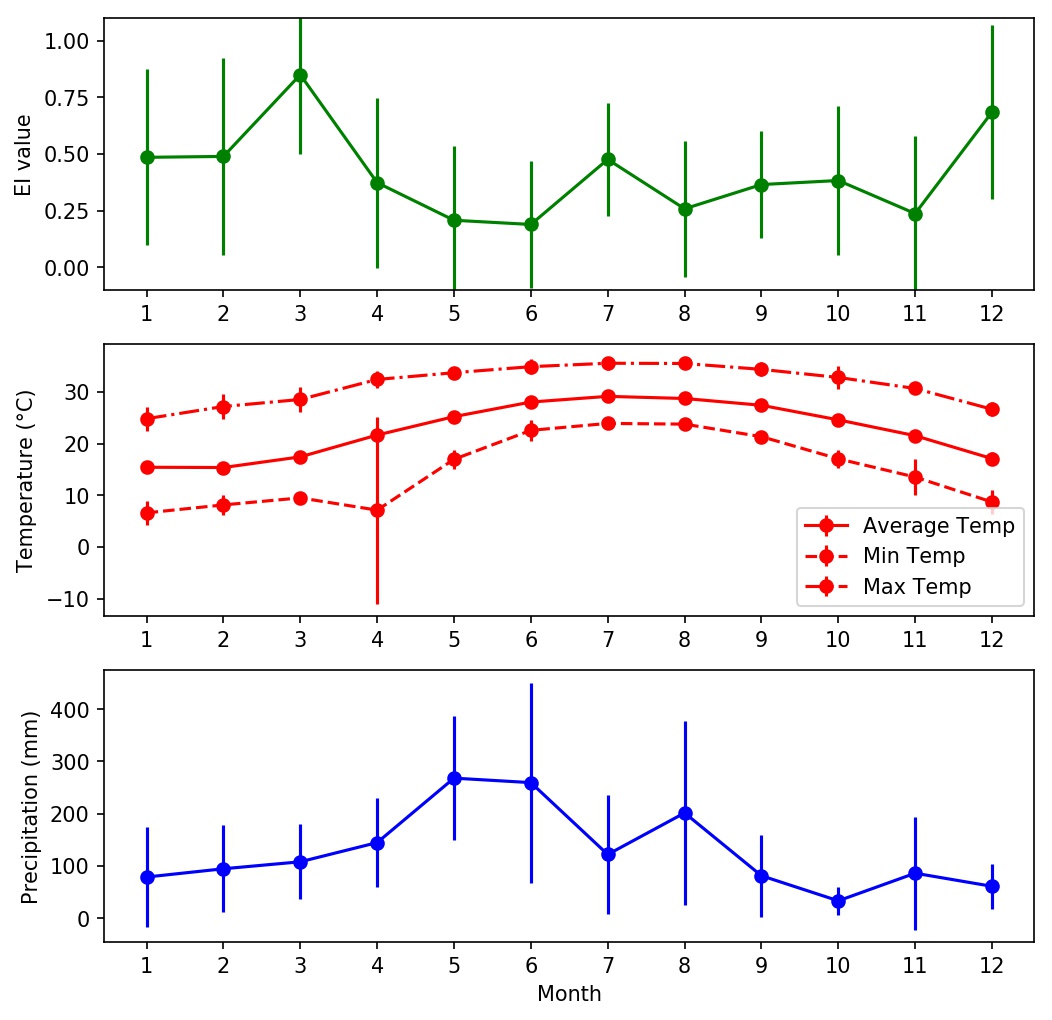 EI value
1.00
0.75
0.50
0.25
0.00
1 2 3 4 5 6 7 8 9 10 11 12
Temperature (°C)
30
20
10
0
−10
Average Temp
Min Temp
Max Temp
1 2 3 4 5 6 7 8 9 10 11 12
Precipitation (mm)
400
300
200
100
0
1 2 3 4 5 6 7 8 9 10 11 12
Month